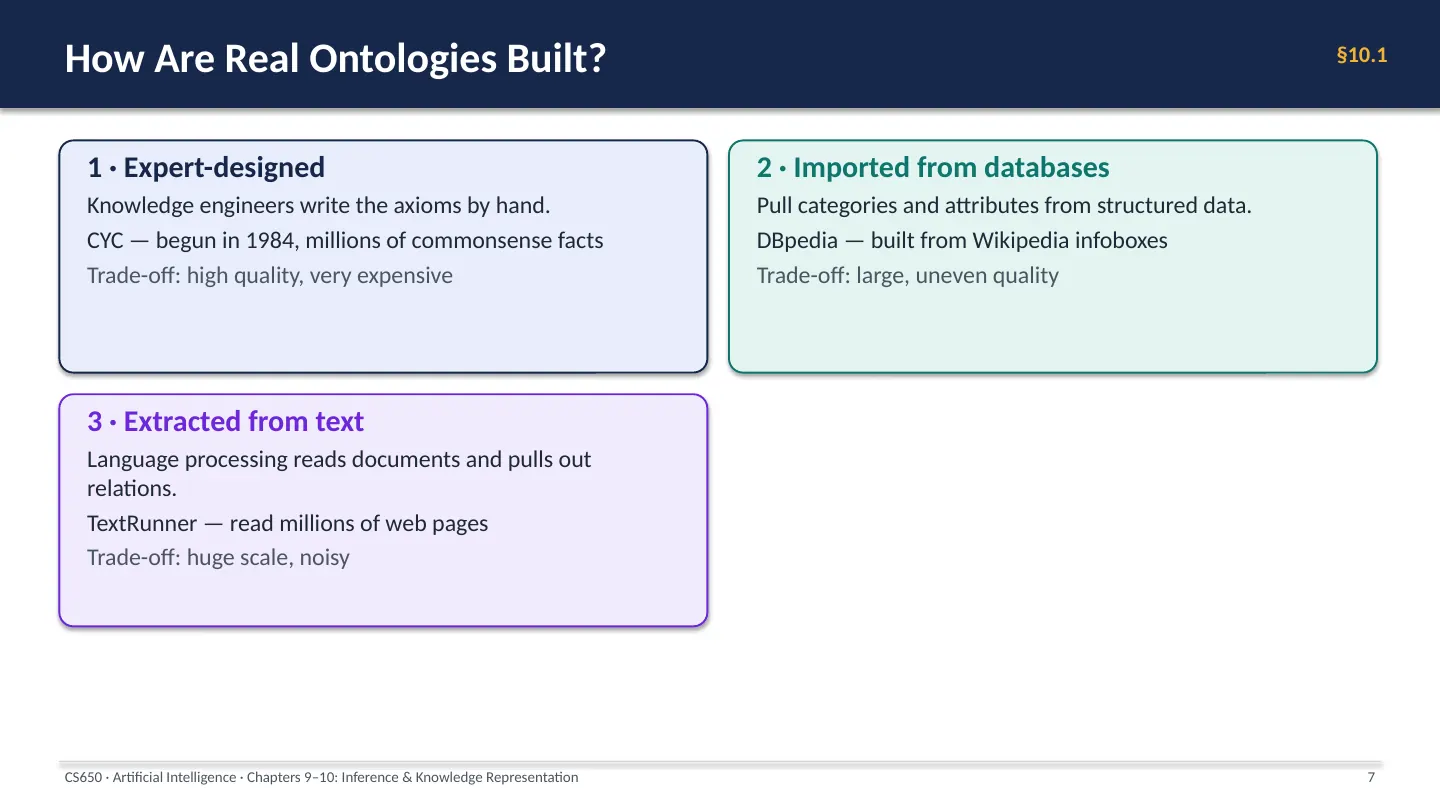 How Are Real Ontologies Built?
§10.1
1 · Expert-designed
Knowledge engineers write the axioms by hand.
CYC — begun in 1984, millions of commonsense facts
Trade-off: high quality, very expensive
2 · Imported from databases
Pull categories and attributes from structured data.
DBpedia — built from Wikipedia infoboxes
Trade-off: large, uneven quality
3 · Extracted from text
Language processing reads documents and pulls out
relations.
TextRunner — read millions of web pages
Trade-off: huge scale, noisy
CS650 · Artificial Intelligence · Chapters 9–10: Inference & Knowledge Representation
7